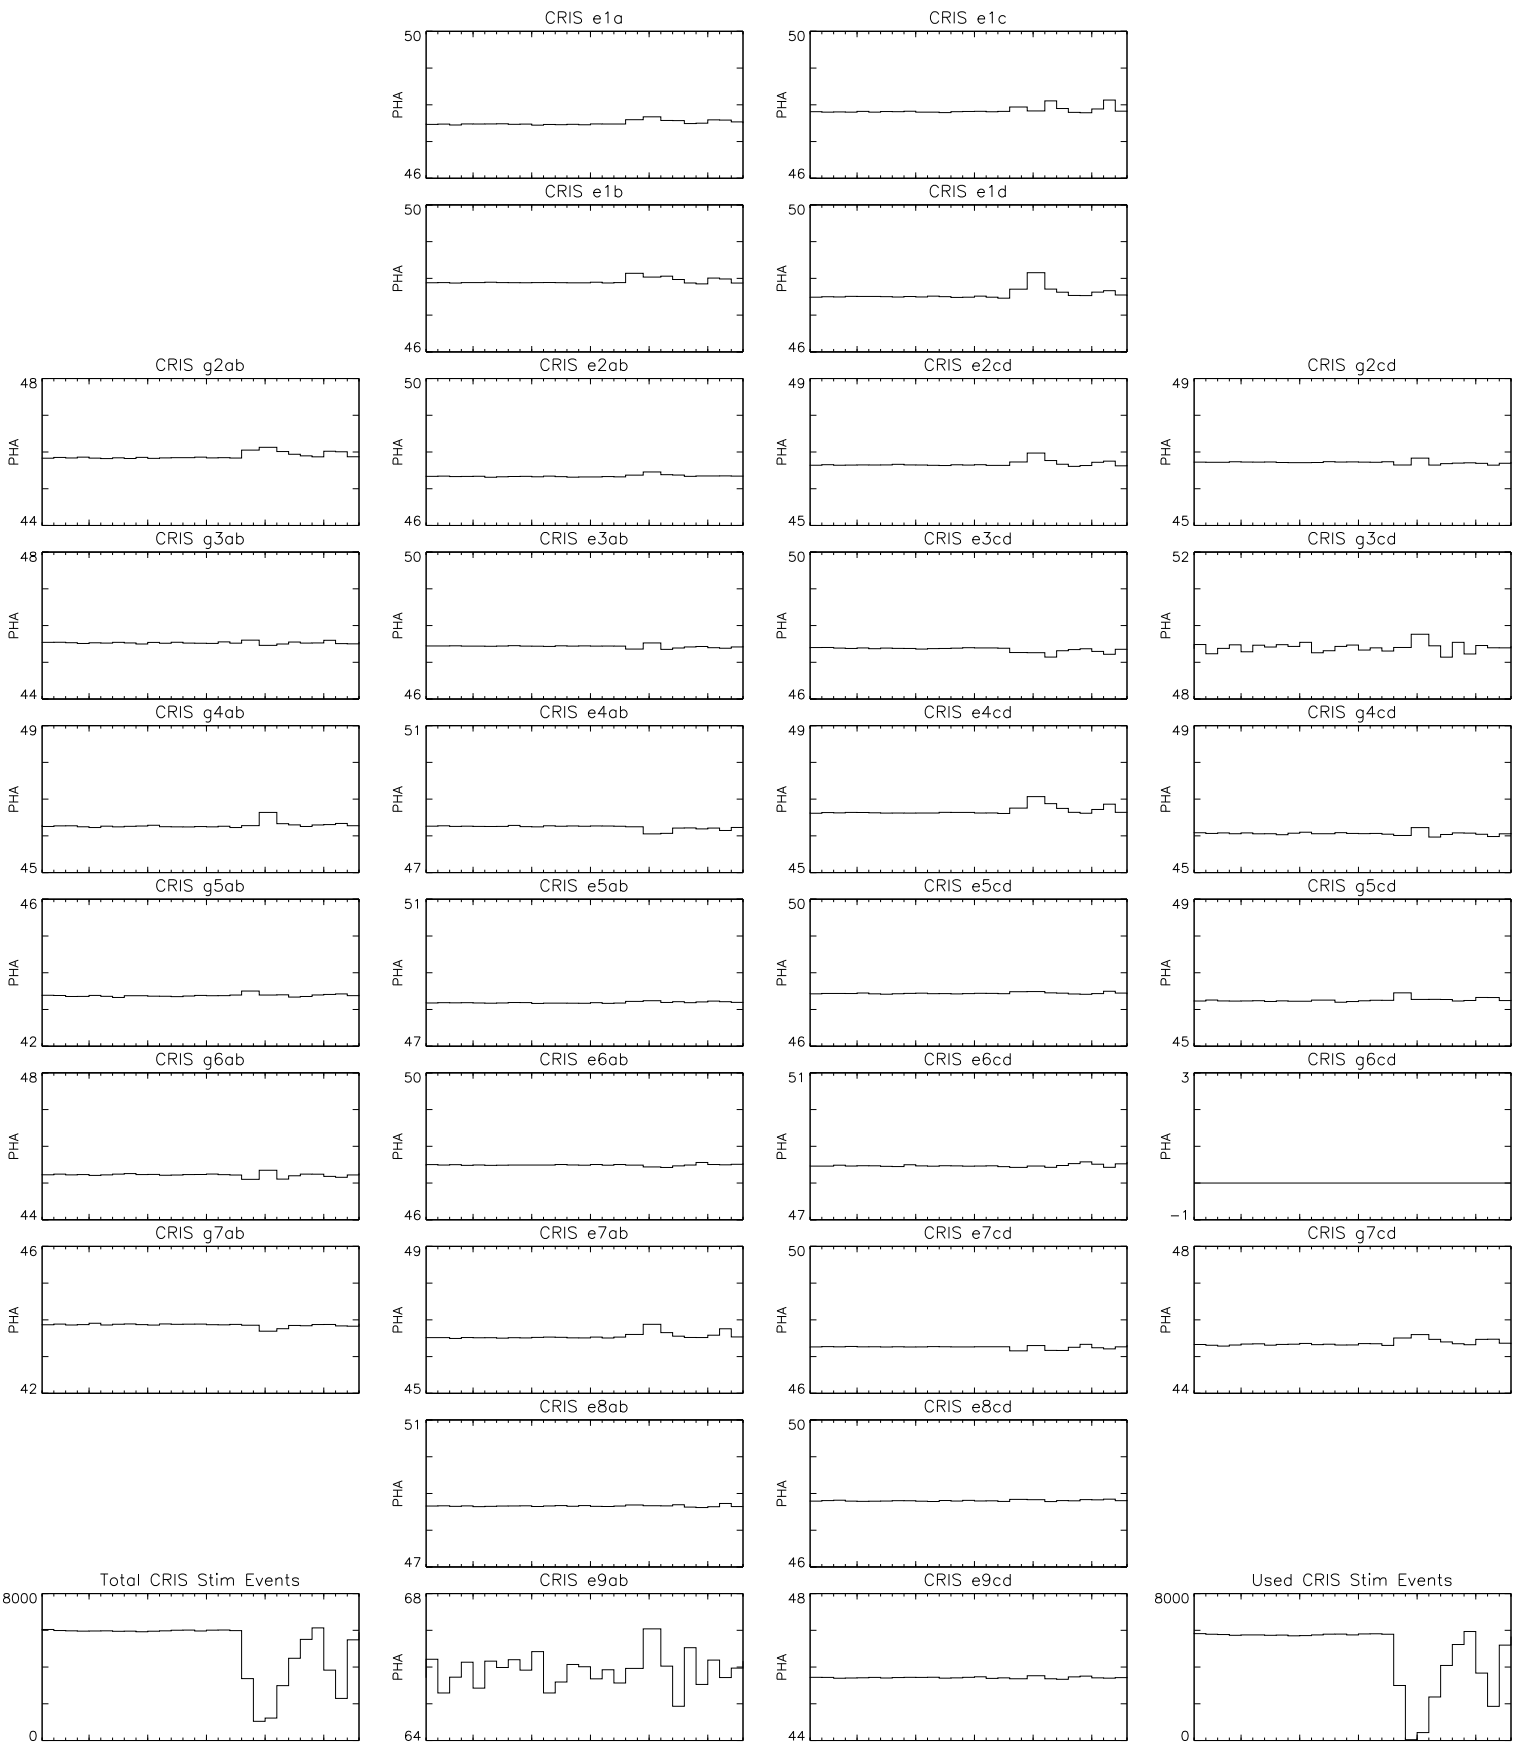 CRIS e1a
CRIS e1c
50
PHA
46
50
PHA
46
CRIS e1b
CRIS e1d
50
PHA
46
50
PHA
46
CRIS g2ab
CRIS e2ab
CRIS e2cd
CRIS g2cd
48
PHA
44
50
PHA
46
49
PHA
45
49
PHA
45
CRIS g3ab
CRIS e3ab
CRIS e3cd
CRIS g3cd
48
PHA
44
50
PHA
46
50
PHA
46
52
PHA
48
CRIS g4ab
CRIS e4ab
CRIS e4cd
CRIS g4cd
49
PHA
45
51
PHA
47
49
PHA
45
49
PHA
45
CRIS g5ab
CRIS e5ab
CRIS e5cd
CRIS g5cd
46
PHA
42
51
PHA
47
50
PHA
46
49
PHA
45
CRIS g6ab
CRIS e6ab
CRIS e6cd
CRIS g6cd
48
PHA
44
50
PHA
46
51
PHA
47
3
PHA
-1
CRIS g7ab
CRIS e7ab
CRIS e7cd
CRIS g7cd
46
PHA
42
49
PHA
45
50
PHA
46
48
PHA
44
CRIS e8ab
CRIS e8cd
51
PHA
47
50
PHA
46
Total CRIS Stim Events
CRIS e9ab
CRIS e9cd
Used CRIS Stim Events
8000
0
68
PHA
64
48
PHA
44
8000
0